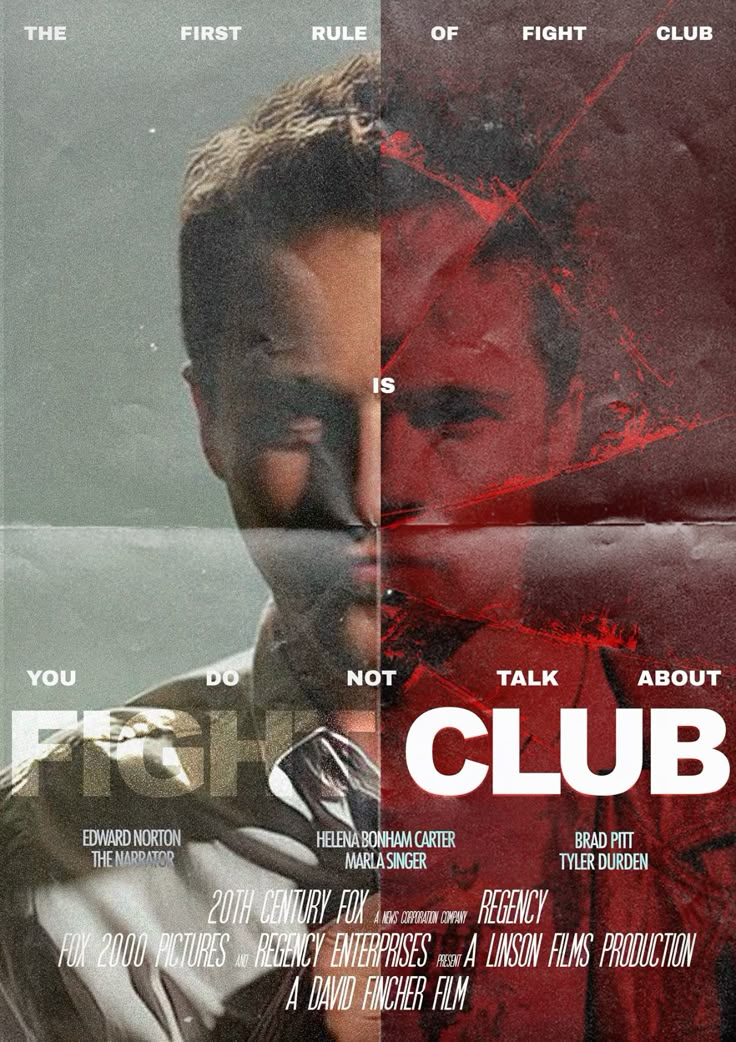 THE FIRST RULE OF FIGHT CLUB
IS
YOU DO NOT TALK ABOUT
FIGHT CLUB
EDWARD NORTON HELENA BONHAM CARTER BRAD PITT
THE NARRATOR MARLA SINGER TYLER DURDEN
20TH CENTURY FOX A NEWS CORPORATION COMPANY REGENCY
FOX 2000 PICTURES AND REGENCY ENTERPRISES PRESENT A LINSON FILMS PRODUCTION
A DAVID FINCHER FILM